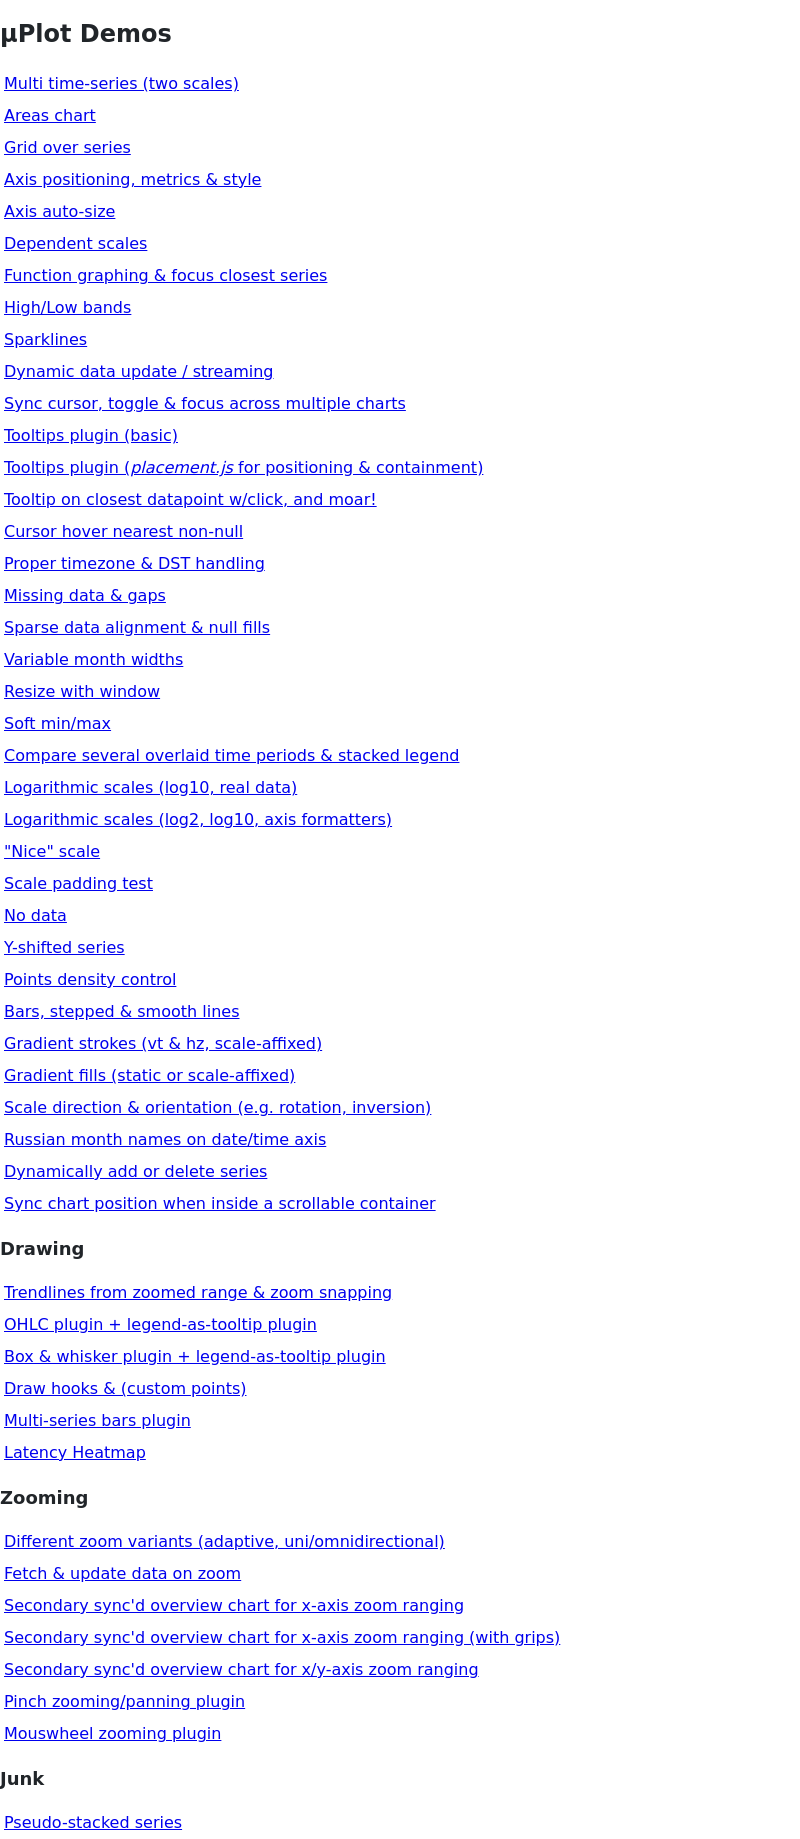 µPlot Demos
Multi time-series (two scales)
Areas chart
Grid over series
Axis positioning, metrics & style
Axis auto-size
Dependent scales
Function graphing & focus closest series
High/Low bands
Sparklines
Dynamic data update / streaming
Sync cursor, toggle & focus across multiple charts
Tooltips plugin (basic)
Tooltips plugin (placement.js for positioning & containment)
Tooltip on closest datapoint w/click, and moar!
Cursor hover nearest non-null
Proper timezone & DST handling
Missing data & gaps
Sparse data alignment & null fills
Variable month widths
Resize with window
Soft min/max
Compare several overlaid time periods & stacked legend
Logarithmic scales (log10, real data)
Logarithmic scales (log2, log10, axis formatters)
"Nice" scale
Scale padding test
No data
Y-shifted series
Points density control
Bars, stepped & smooth lines
Gradient strokes (vt & hz, scale-affixed)
Gradient fills (static or scale-affixed)
Scale direction & orientation (e.g. rotation, inversion)
Russian month names on date/time axis
Dynamically add or delete series
Sync chart position when inside a scrollable container
Drawing
Trendlines from zoomed range & zoom snapping
OHLC plugin + legend-as-tooltip plugin
Box & whisker plugin + legend-as-tooltip plugin
Draw hooks & (custom points)
Multi-series bars plugin
Latency Heatmap
Zooming
Different zoom variants (adaptive, uni/omnidirectional)
Fetch & update data on zoom
Secondary sync'd overview chart for x-axis zoom ranging
Secondary sync'd overview chart for x-axis zoom ranging (with grips)
Secondary sync'd overview chart for x/y-axis zoom ranging
Pinch zooming/panning plugin
Mouswheel zooming plugin
Junk
Pseudo-stacked series